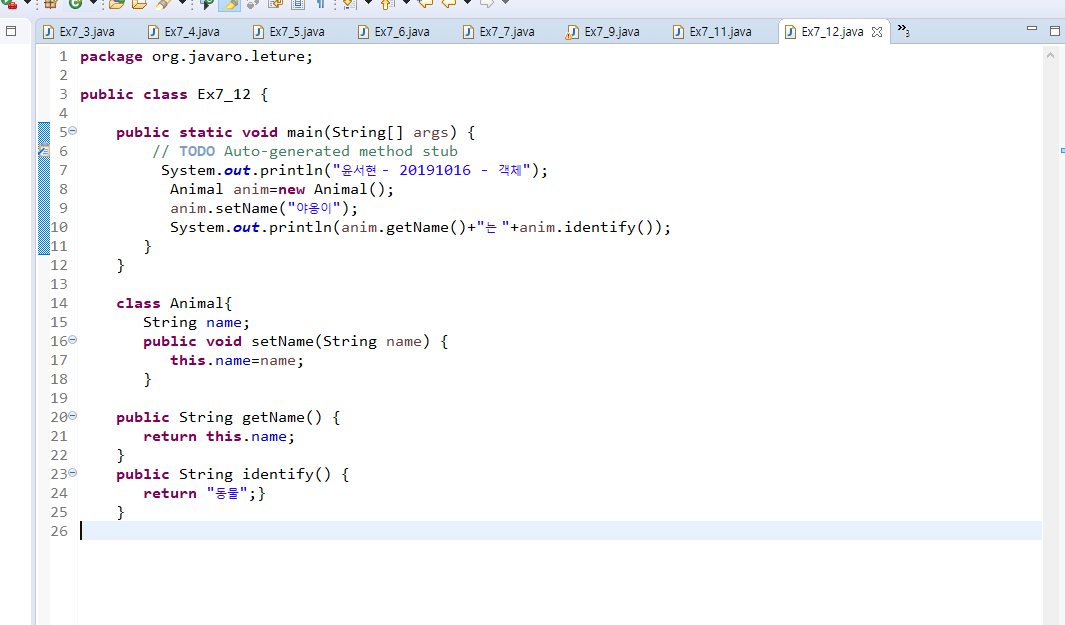 Ex7_3.java Ex7_4.java Ex7_5.java Ex7_6.java Ex7_7.java Ex7_9.java Ex7_11.java Ex7_12.java »3
1 package org.javaro.leture;
2
3 public class Ex7_12 {
4
5 public static void main(String[] args) {
6 // TODO Auto-generated method stub
7 System.out.println("윤서현 - 20191016 - 객체");
8 Animal anim=new Animal();
9 anim.setName("야옹이");
10 System.out.println(anim.getName()+"는 "+anim.identify());
11 }
12 }
13
14 class Animal{
15 String name;
16 public void setName(String name) {
17 this.name=name;
18 }
19
20 public String getName() {
21 return this.name;
22 }
23 public String identify() {
24 return "동물";}
25 }
26